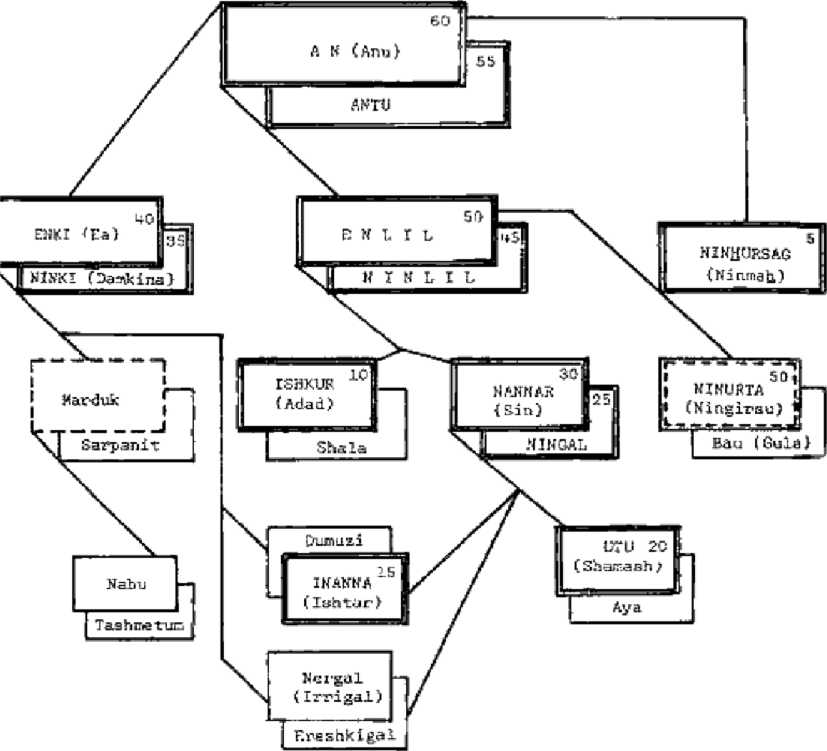 60
A N (Anu)
55
ANTU
40
ENKI (Ea)
35
NINKI (Damkina)
50
E N L I L
45
N I N L I L
5
NINHURSAG
(Ninmah)
Marduk
Sarpanit
10
ISHKUR
(Adad)
Shala
30
NANNAR
(Sin)
25
NINGAL
50
NINURTA
(Ningirsu)
Bau (Gula)
Nabu
Tashmetum
Dumuzi
15
INANNA
(Ishtar)
UTU 20
(Shamash)
Aya
Nergal
(Irrigal)
Ereshkigal